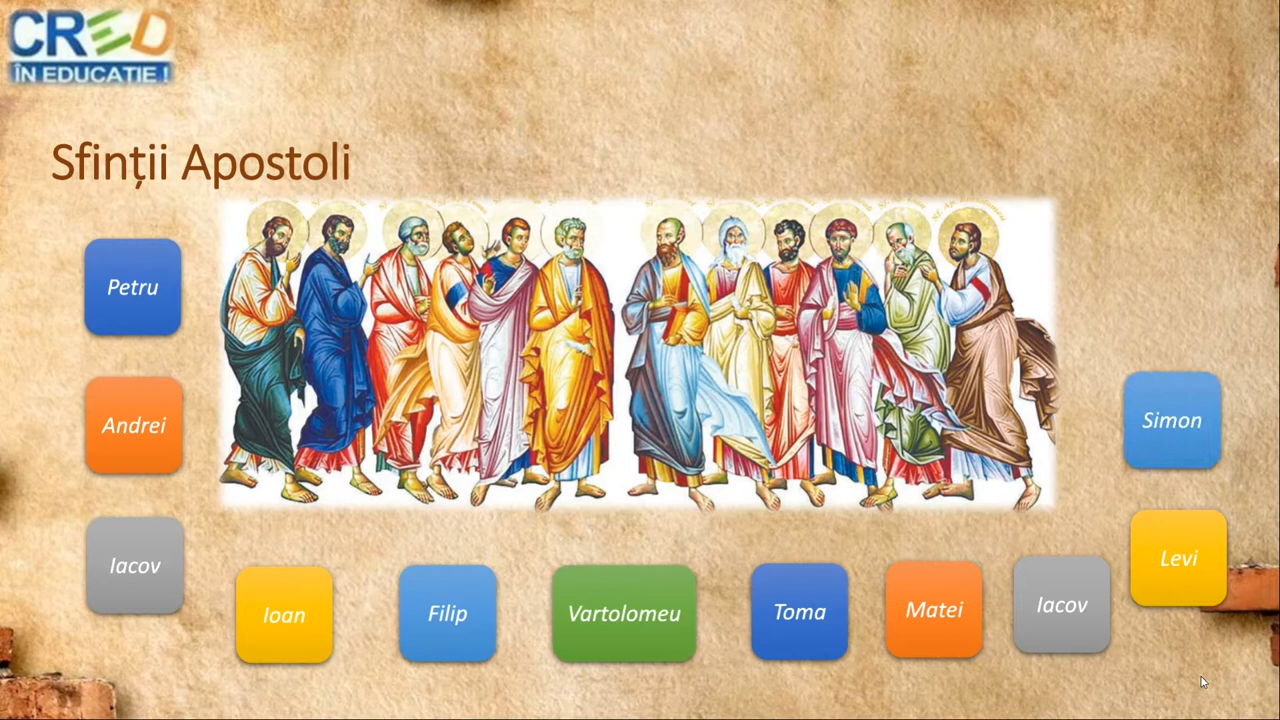 CRED
ÎN EDUCAȚIE !
Sfinții Apostoli
Petru
Andrei
Iacov
Ioan
Filip
Vartolomeu
Toma
Matei
Iacov
Levi
Simon